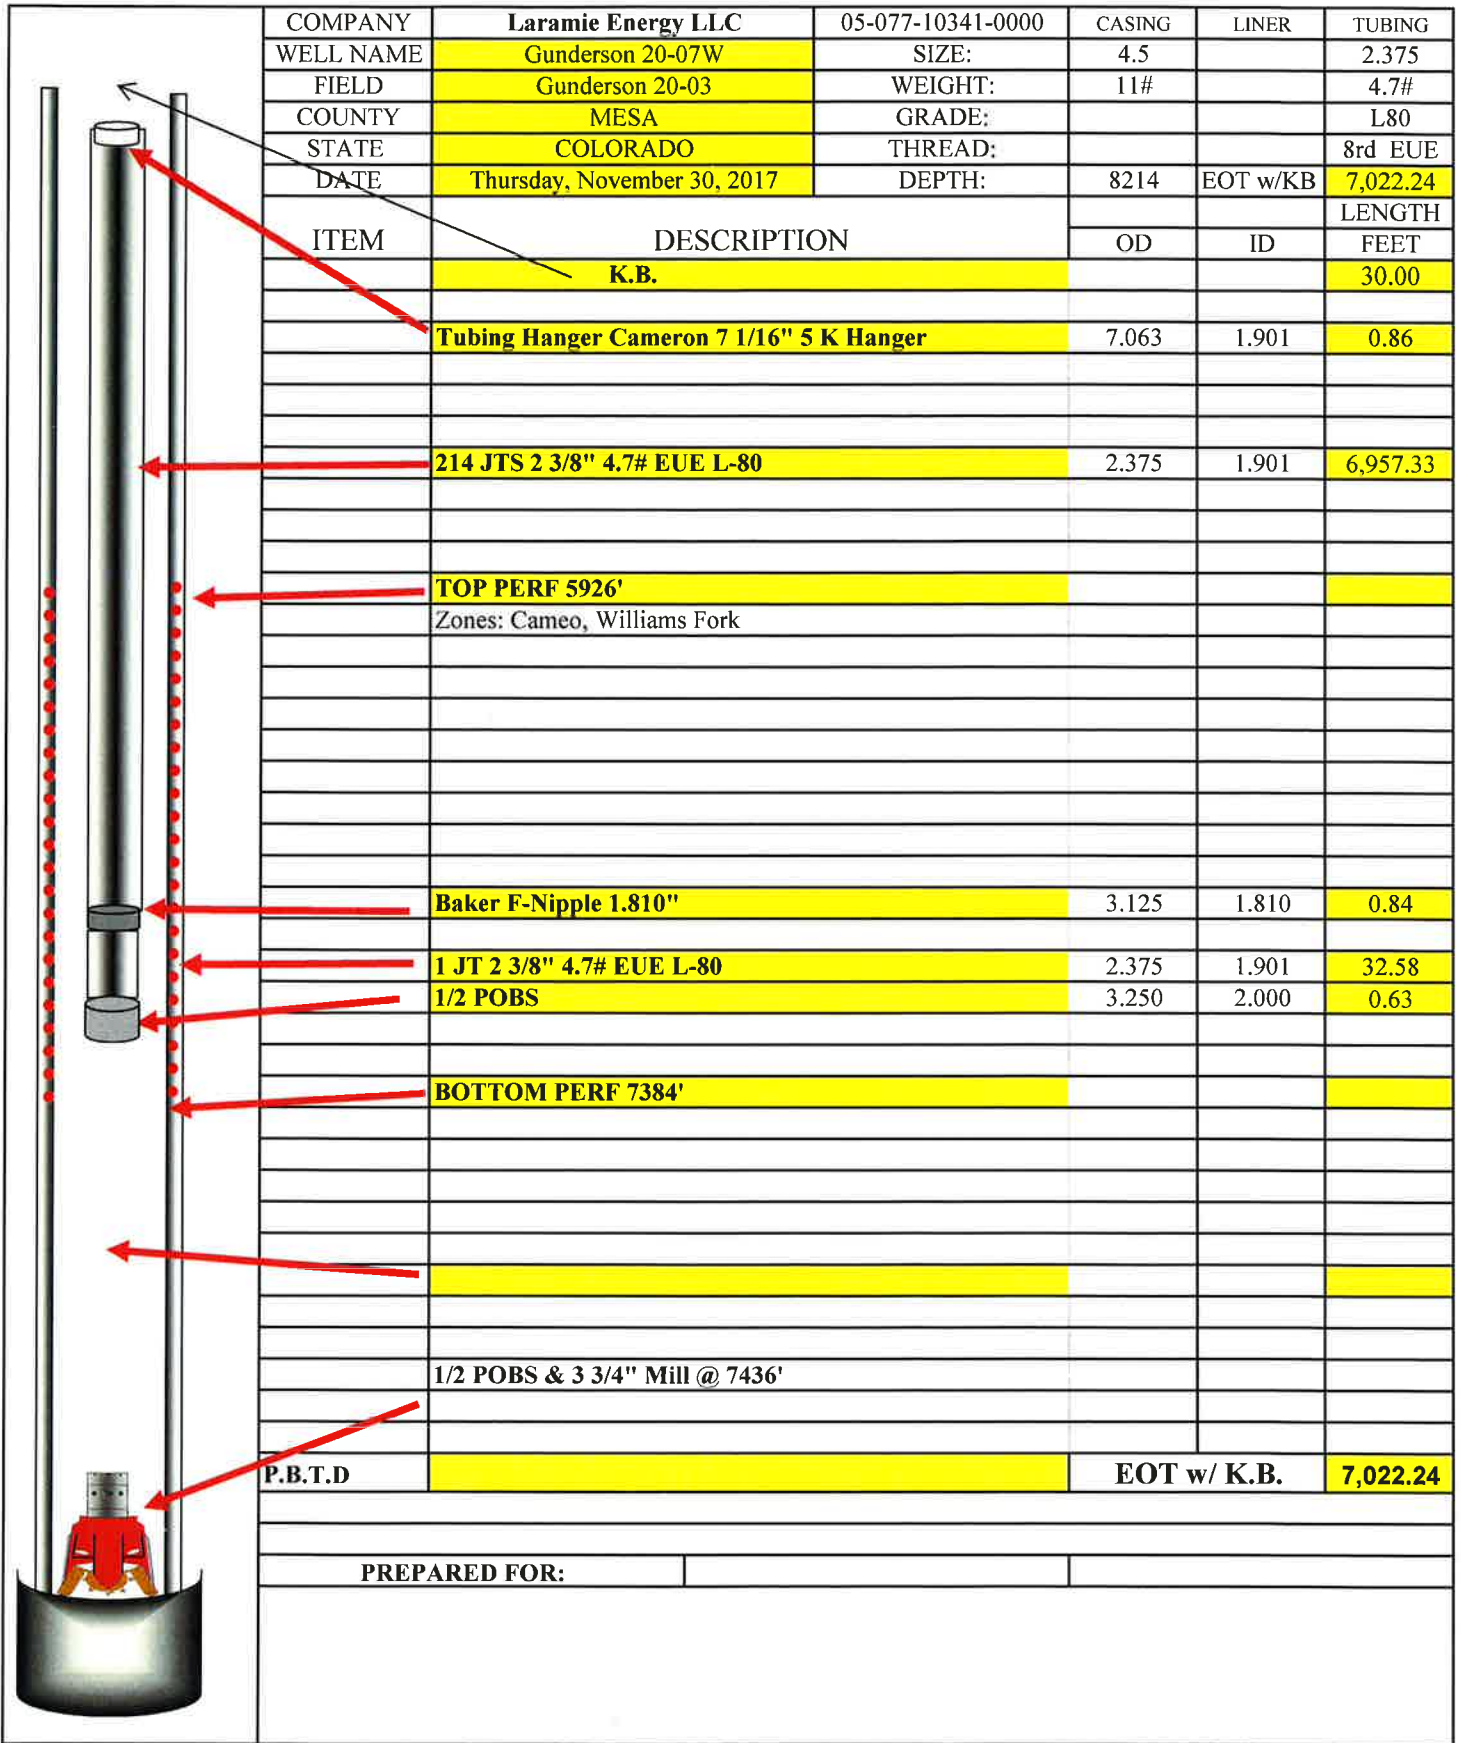 COMPANY Laramie Energy LLC 05-077-10341-0000 CASING LINER TUBING
WELL NAME Gunderson 20-07W SIZE: 4.5 2.375
FIELD Gunderson 20-03 WEIGHT: 11# 4.7#
COUNTY MESA GRADE: L80
STATE COLORADO THREAD: 8rd EUE
DATE Thursday, November 30, 2017 DEPTH: 8214 EOT w/KB 7,022.24
LENGTH
ITEM DESCRIPTION OD ID FEET
K.B. 30.00
Tubing Hanger Cameron 7 1/16" 5 K Hanger 7.063 1.901 0.86
214 JTS 2 3/8" 4.7# EUE L-80 2.375 1.901 6,957.33
TOP PERF 5926'
Zones: Cameo, Williams Fork
Baker F-Nipple 1.810" 3.125 1.810 0.84
1 JT 2 3/8" 4.7# EUE L-80 2.375 1.901 32.58
1/2 POBS 3.250 2.000 0.63
BOTTOM PERF 7384'
1/2 POBS & 3 3/4" Mill @ 7436'
P.B.T.D EOT w/ K.B. 7,022.24
PREPARED FOR: